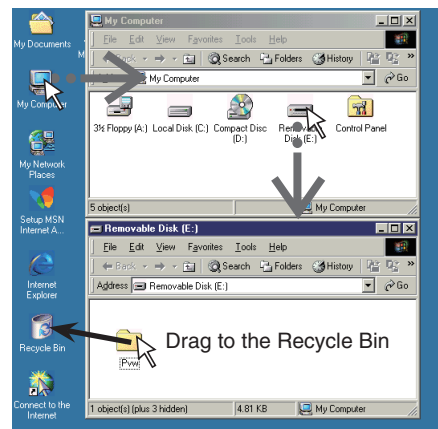 My Documents
M
My Computer
My Network
Places
Setup MSN
Internet A...
Internet
Explorer
Recycle Bin
Connect to the
Internet
My Computer
File Edit View Favorites Tools Help
Back Search Folders History »
My Computer Go
3½ Floppy (A:) Local Disk (C:) Compact Disc
(D:)
Removable
Disk (E:)
Control Panel
5 object(s) My Computer
Removable Disk (E:)
File Edit View Favorites Tools Help
Back Search Folders History »
Address Removable Disk (E:) Go
Drag to the Recycle Bin
Pvw
1 object(s) (plus 3 hidden) 4.81 KB My Computer